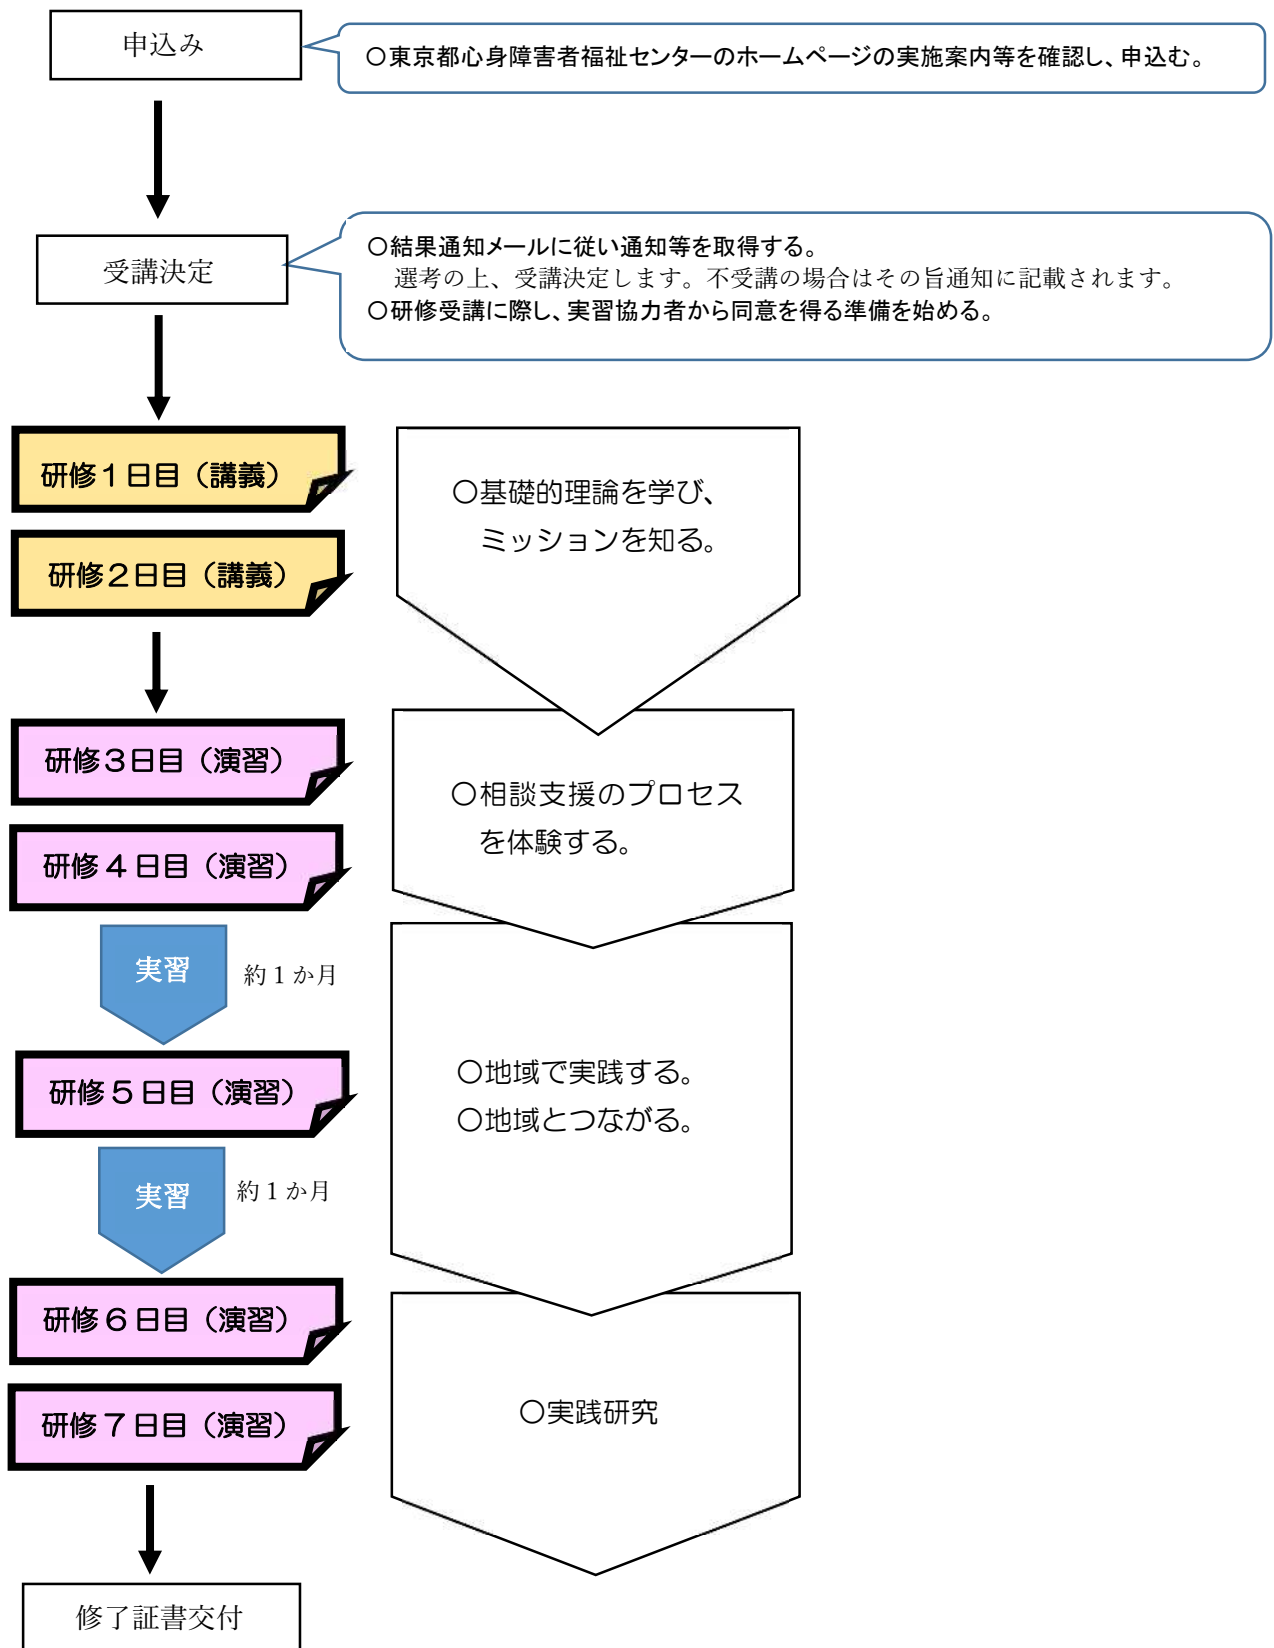 申込み
○東京都心身障害者福祉センターのホームページの実施案内等を確認し、申込む。
受講決定
○結果通知メールに従い通知等を取得する。
選考の上、受講決定します。不受講の場合はその旨通知に記載されます。
○研修受講に際し、実習協力者から同意を得る準備を始める。
研修１日目（講義）
研修２日目（講義）
○基礎的理論を学び、
ミッションを知る。
研修３日目（演習）
研修４日目（演習）
○相談支援のプロセス
を体験する。
実習
約１か月
研修５日目（演習）
実習
約１か月
○地域で実践する。
○地域とつながる。
研修６日目（演習）
研修７日目（演習）
○実践研究
修了証書交付